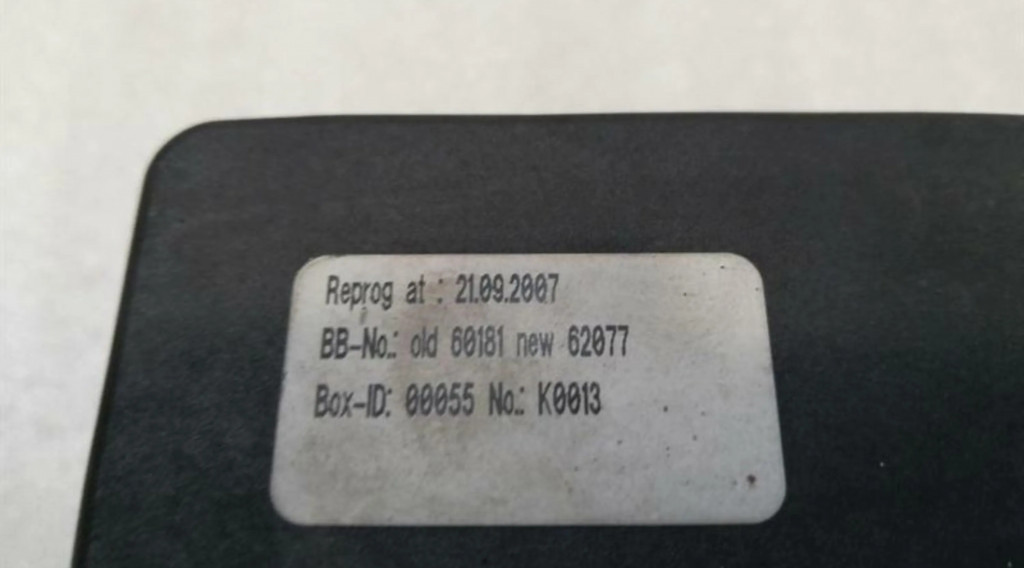 Reprog at : 21.09.2007
BB-No.: old 60181 new 62077
Box-ID: 00055 No.: K0013